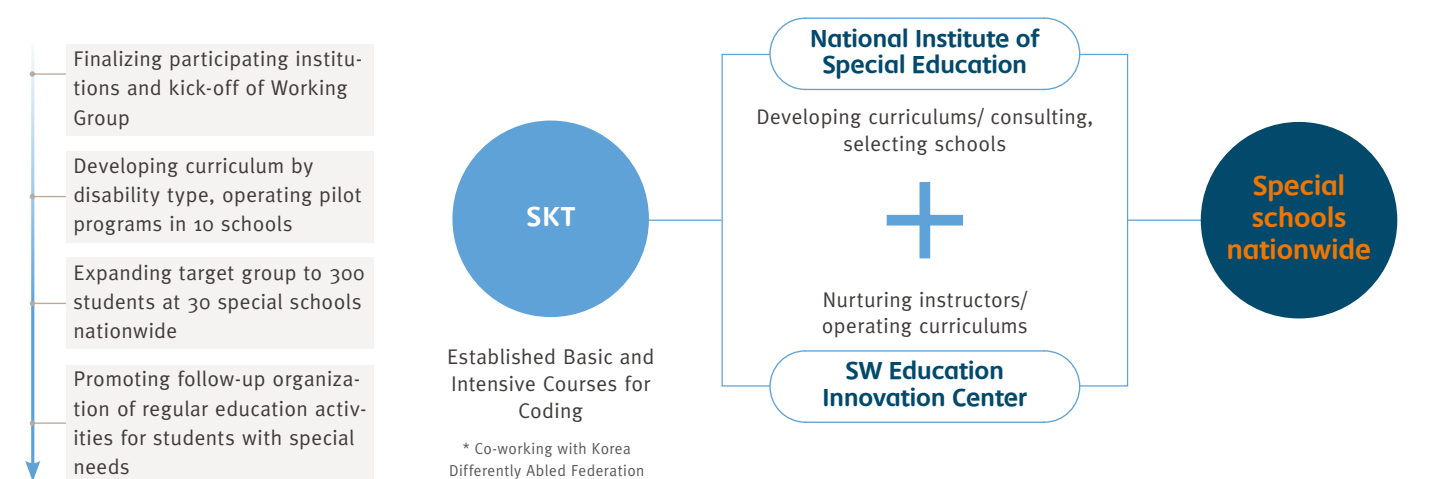 Finalizing participating institu-
tions and kick-off of Working
Group
Developing curriculum by
disability type, operating pilot
programs in 10 schools
Expanding target group to 300
students at 30 special schools
nationwide
Promoting follow-up organiza-
tion of regular education activ-
ities for students with special
needs
SKT
Established Basic and
Intensive Courses for
Coding
* Co-working with Korea
Differently Abled Federation
National Institute of
Special Education
Developing curriculums/ consulting,
selecting schools
Nurturing instructors/
operating curriculums
SW Education
Innovation Center
Special
schools
nationwide